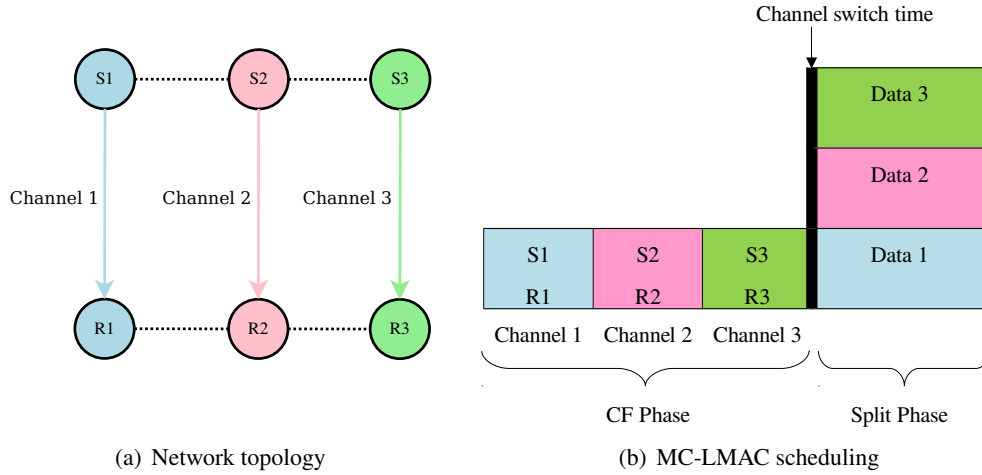 Channel switch time
S1
S2
S3
Channel 1
Channel 2
Channel 3
R1
R2
R3
Data 3
Data 2
Data 1
S1
S2
S3
R1
R2
R3
Channel 1
Channel 2
Channel 3
CF Phase
Split Phase
(a) Network topology
(b) MC-LMAC scheduling